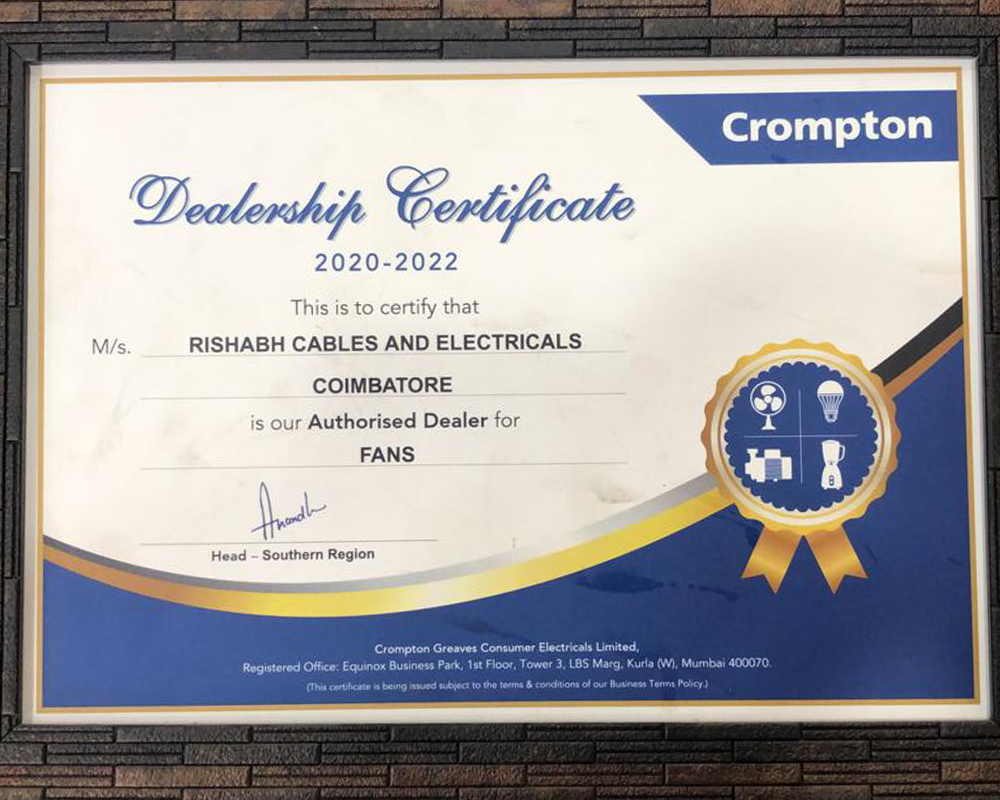 Crompton
Dealership Certificate
2020-2022
This is to certify that
M/s. RISHABH CABLES AND ELECTRICALS
COIMBATORE
is our Authorised Dealer for
FANS
Anandh
Head – Southern Region
Crompton Greaves Consumer Electricals Limited,
Registered Office: Equinox Business Park, 1st Floor, Tower 3, LBS Marg, Kurla (W), Mumbai 400070.
(This certificate is being issued subject to the terms & conditions of our Business Terms Policy.)